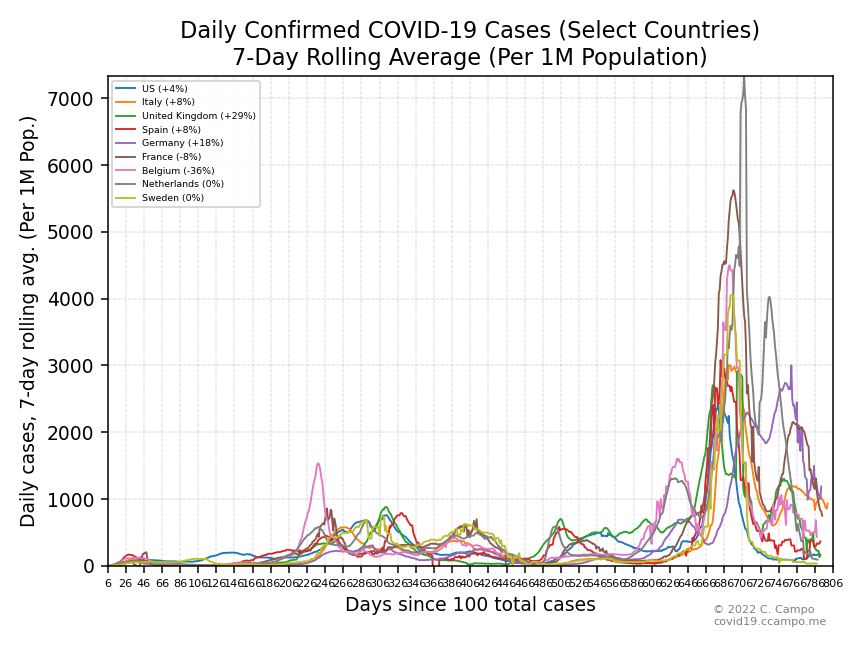 Daily Confirmed COVID-19 Cases (Select Countries)
7-Day Rolling Average (Per 1M Population)
Daily cases, 7-day rolling avg. (Per 1M Pop.)
7000
6000
5000
4000
3000
2000
1000
0
US (+4%)
Italy (+8%)
United Kingdom (+29%)
Spain (+8%)
Germany (+18%)
France (-8%)
Belgium (-36%)
Netherlands (0%)
Sweden (0%)
6 26 46 66 86 106 126 146 166 186 206 226 246 266 286 306 326 346 366 386 406 426 446 466 486 506 526 546 566 586 606 626 646 666 686 706 726 746 766 786 806
Days since 100 total cases
© 2022 C. Campo
covid19.ccampo.me